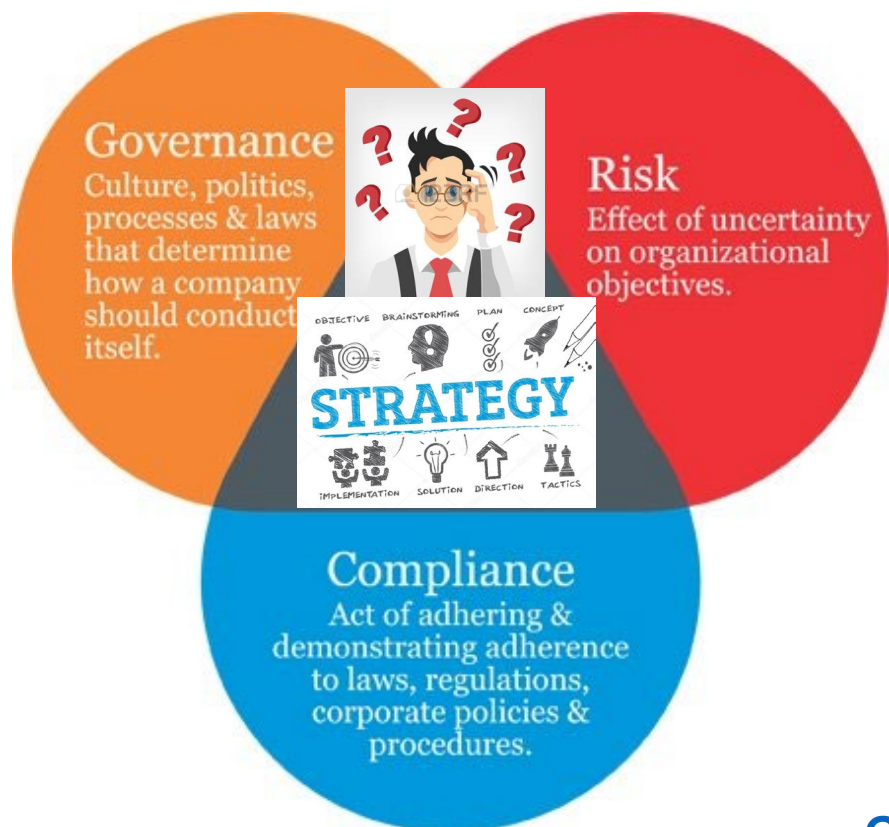 Governance
Culture, politics,
processes & laws
that determine
how a company
should conduct
itself.
? ? ? ? ?
Risk
Effect of uncertainty
on organizational
objectives.
OBJECTIVE BRAINSTORMING PLAN CONCEPT
STRATEGY
IMPLEMENTATION SOLUTION DIRECTION TACTICS
Compliance
Act of adhering &
demonstrating adherence
to laws, regulations,
corporate policies &
procedures.